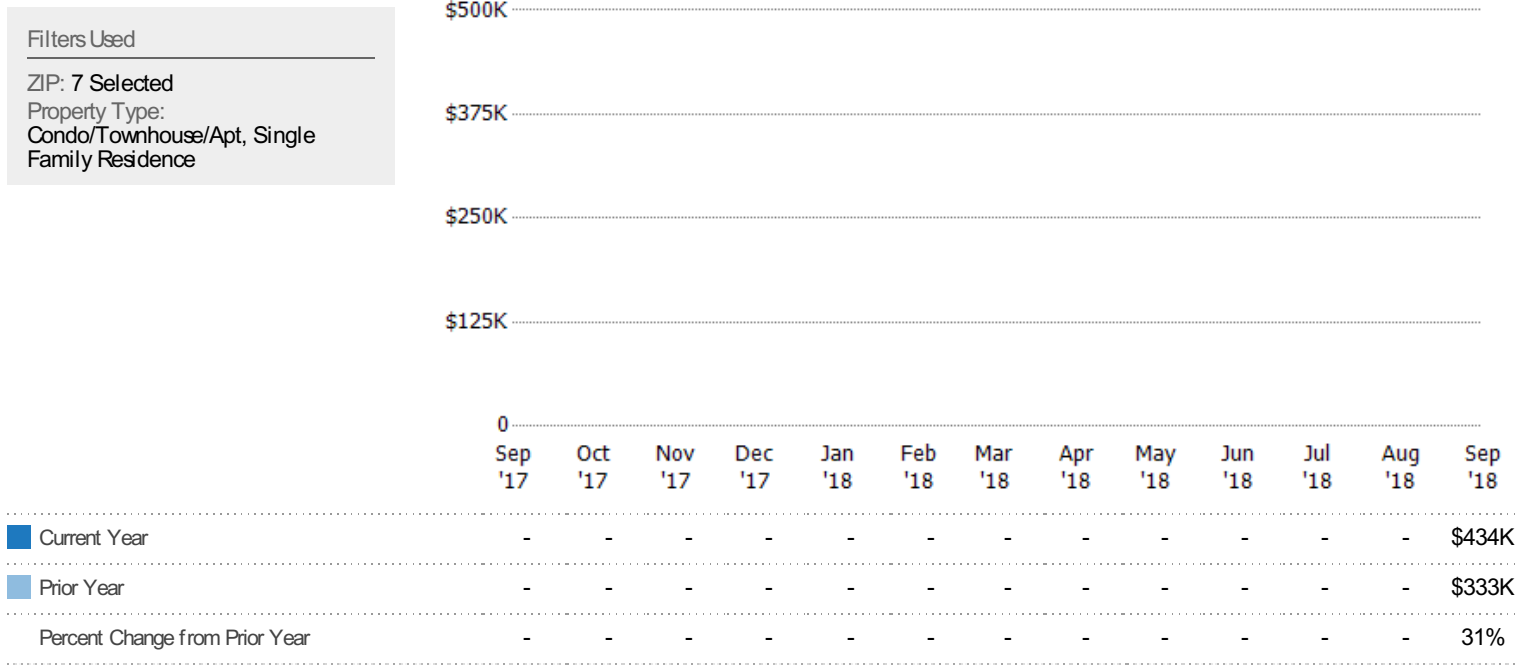 Filters Used
ZIP: 7 Selected
Property Type:
Condo/Townhouse/Apt, Single
Family Residence
$500K
$375K
$250K
$125K
0
Sep Oct Nov Dec Jan Feb Mar Apr May Jun Jul Aug Sep
'17 '17 '17 '17 '18 '18 '18 '18 '18 '18 '18 '18 '18
Current Year - - - - - - - - - - - - $434K
Prior Year - - - - - - - - - - - - $333K
Percent Change from Prior Year - - - - - - - - - - - - 31%